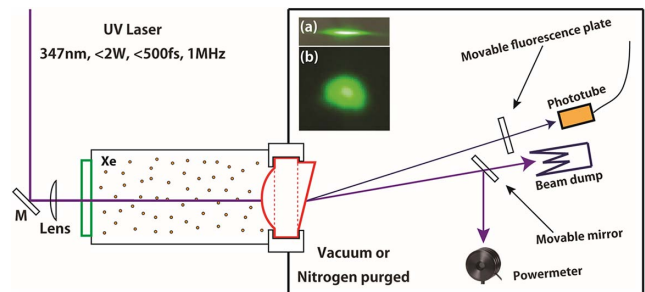 UV Laser
347nm, <2W, <500fs, 1MHz
(a)
(b)
Movable fluorescence plate
Phototube
Xe
Beam dump
M
Lens
Movable mirror
Vacuum or
Nitrogen purged
Powermeter